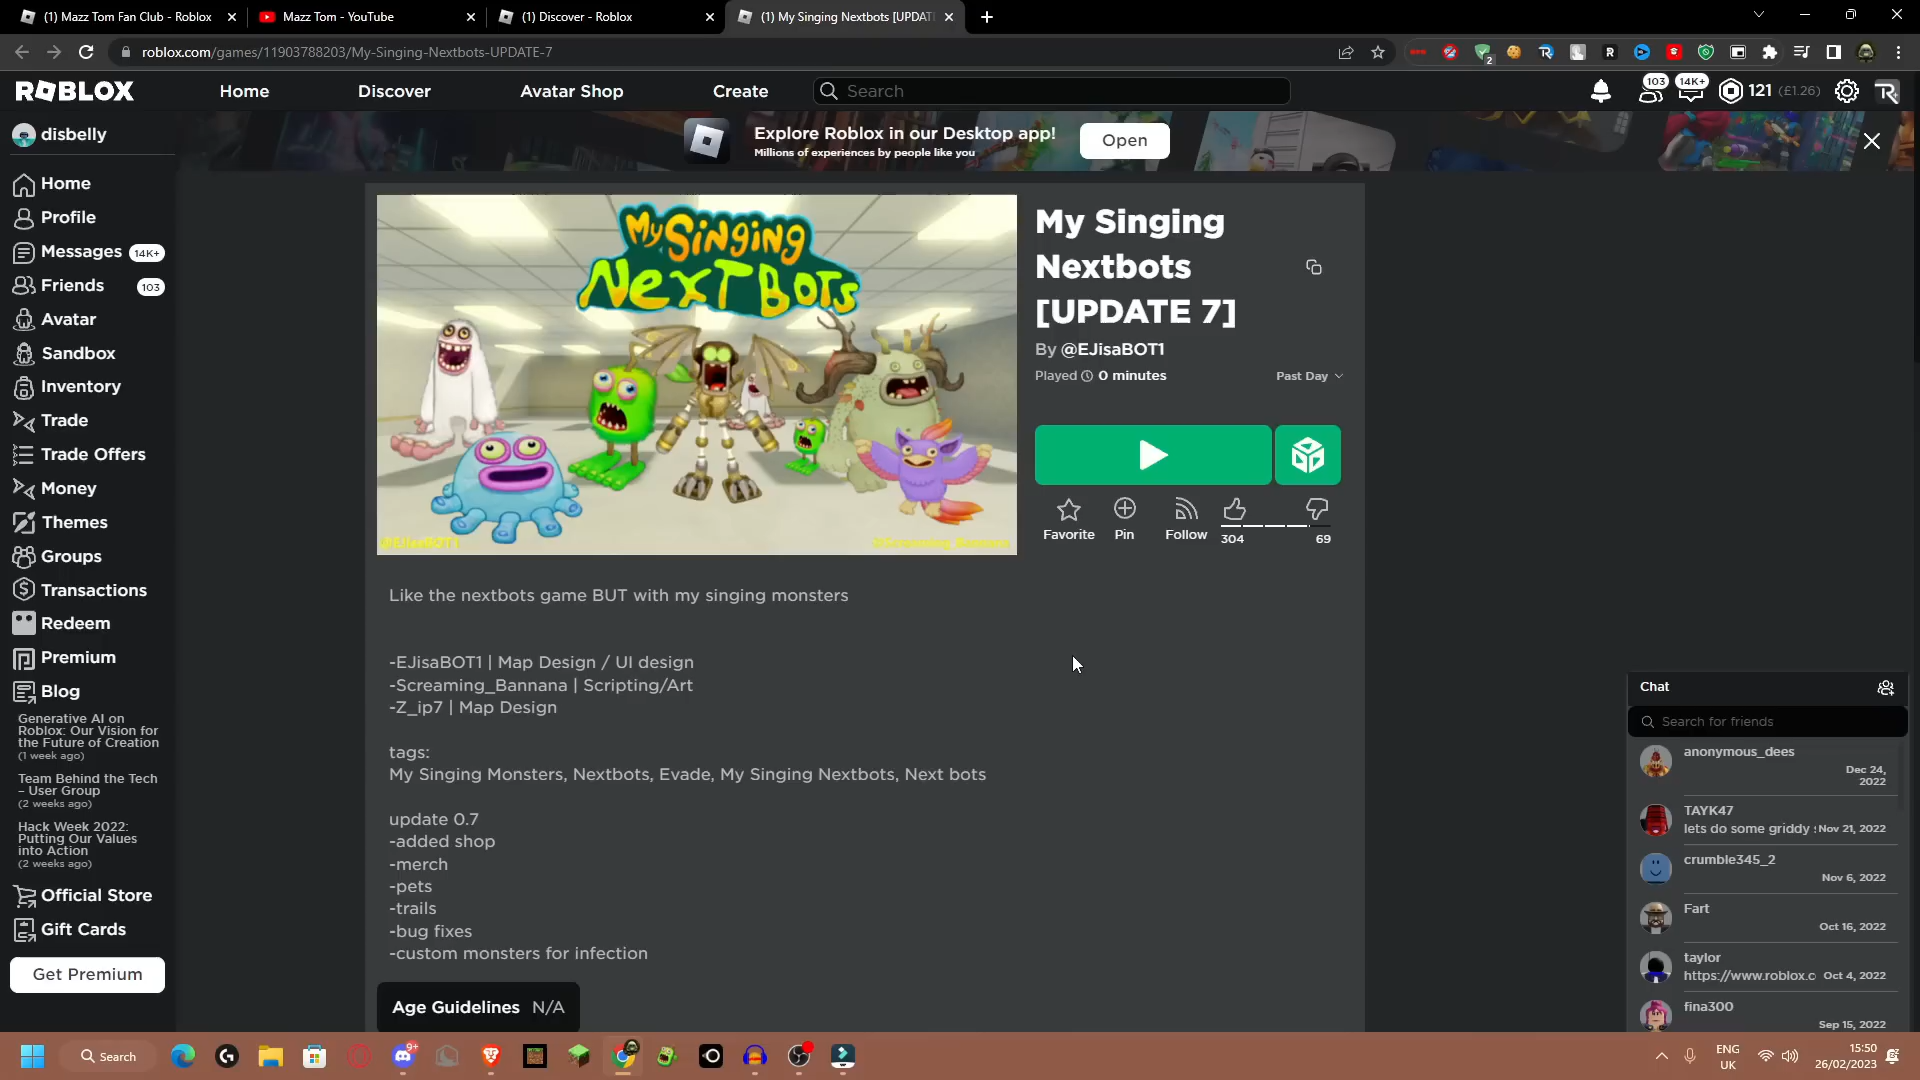 (1) Mazz Tom Fan Club - Roblox
Mazz Tom - YouTube
(1) Discover - Roblox
(1) My Singing Nextbots [UPDAT
roblox.com/games/11903788203/My-Singing-Nextbots-UPDATE-7
2
ROBLOX
Home
Discover
Avatar Shop
Create
Search
103
14K+
121 (£1.26)
disbelly
Explore Roblox in our Desktop app!
Millions of experiences by people like you
Open
Home
Profile
Messages 14K+
Friends 103
Avatar
Sandbox
Inventory
Trade
Trade Offers
Money
Themes
Groups
Transactions
Redeem
Premium
Blog
Generative AI on
Roblox: Our Vision for
the Future of Creation
(1 week ago)
Team Behind the Tech
– User Group
(2 weeks ago)
Hack Week 2022:
Putting Our Values
into Action
(2 weeks ago)
Official Store
Gift Cards
Get Premium
My Singing
NextBots
@EJisaBOT1
@Screaming_Bannana
My Singing
Nextbots
[UPDATE 7]
By @EJisaBOT1
Played 0 minutes
Past Day
Favorite
Pin
Follow
304
69
Like the nextbots game BUT with my singing monsters
-EJisaBOT1 | Map Design / UI design
-Screaming_Bannana | Scripting/Art
-Z_ip7 | Map Design
tags:
My Singing Monsters, Nextbots, Evade, My Singing Nextbots, Next bots
update 0.7
-added shop
-merch
-pets
-trails
-bug fixes
-custom monsters for infection
Age Guidelines N/A
Chat
Search for friends
anonymous_dees
Dec 24,
2022
TAYK47
lets do some griddy Nov 21, 2022
crumble345_2
Nov 6, 2022
Fart
Oct 16, 2022
taylor
https://www.roblox.c Oct 4, 2022
fina300
Sep 15, 2022
Search
9+
ENG
UK
15:50
26/02/2023